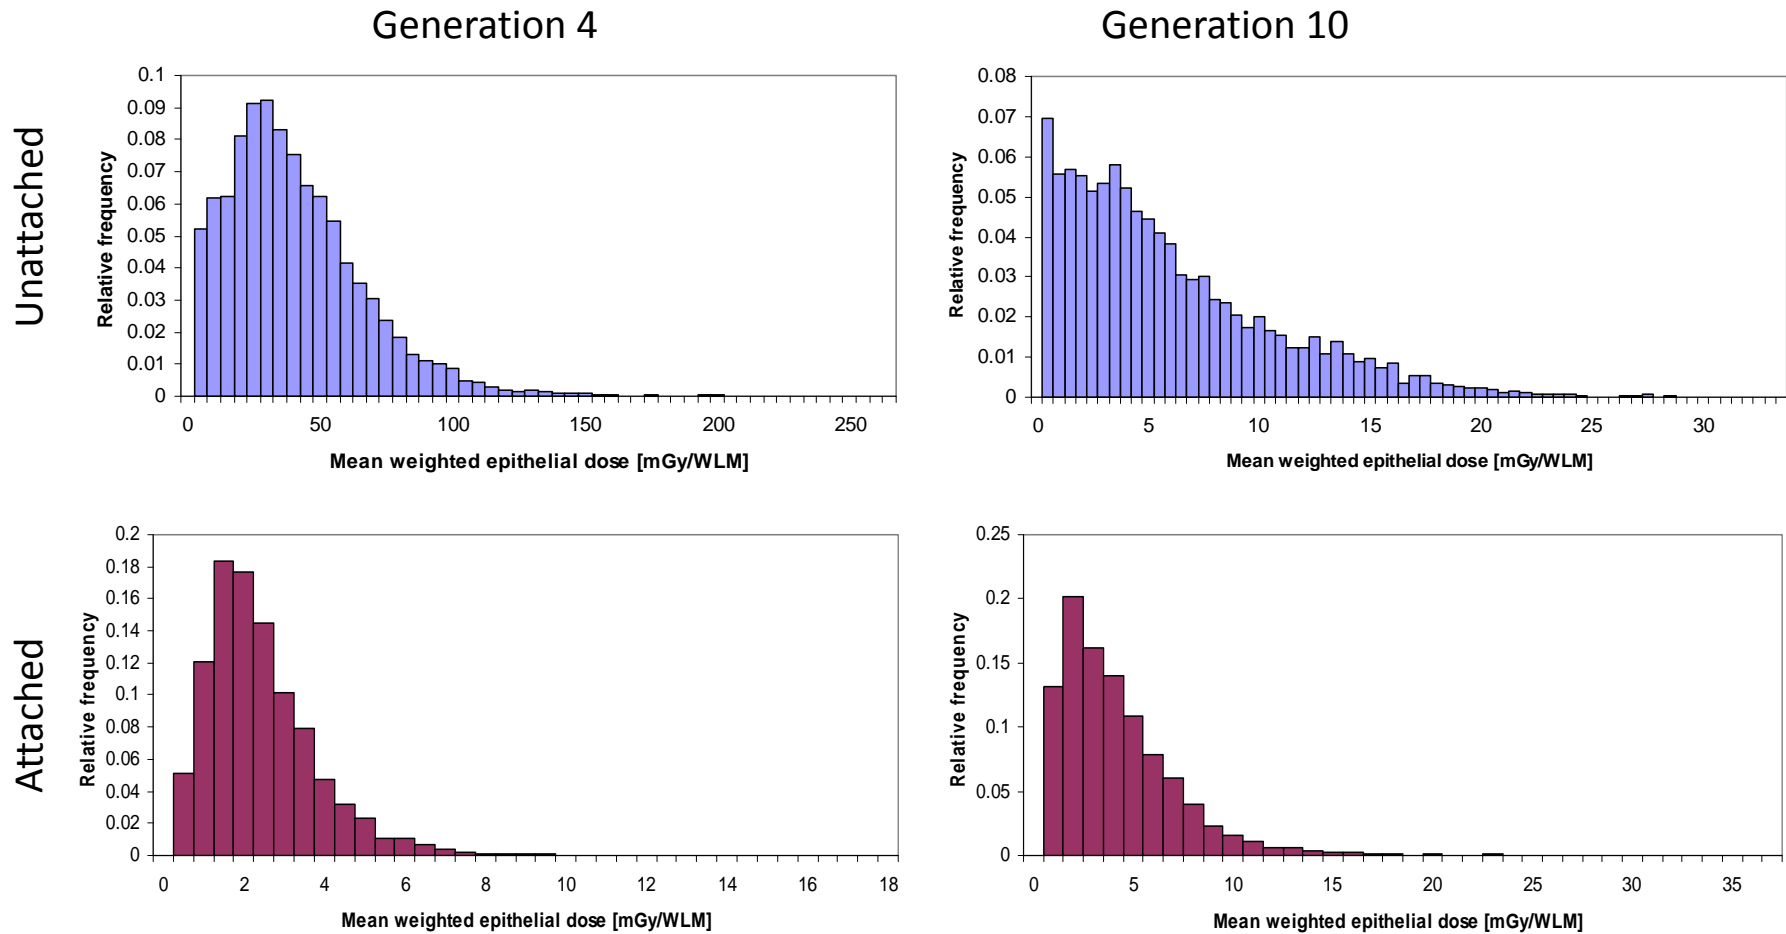 Generation 4
Generation 10
Unattached
0.1
0.09
0.08
0.07
0.06
0.05
0.04
0.03
0.02
0.01
0
Relative frequency
0 50 100 150 200 250
Mean weighted epithelial dose [mGy/WLM]
0.08
0.07
0.06
0.05
0.04
0.03
0.02
0.01
0
Relative frequency
0 5 10 15 20 25 30
Mean weighted epithelial dose [mGy/WLM]
Attached
0.2
0.18
0.16
0.14
0.12
0.1
0.08
0.06
0.04
0.02
0
Relative frequency
0 2 4 6 8 10 12 14 16 18
Mean weighted epithelial dose [mGy/WLM]
0.25
0.2
0.15
0.1
0.05
0
Relative frequency
0 5 10 15 20 25 30 35
Mean weighted epithelial dose [mGy/WLM]